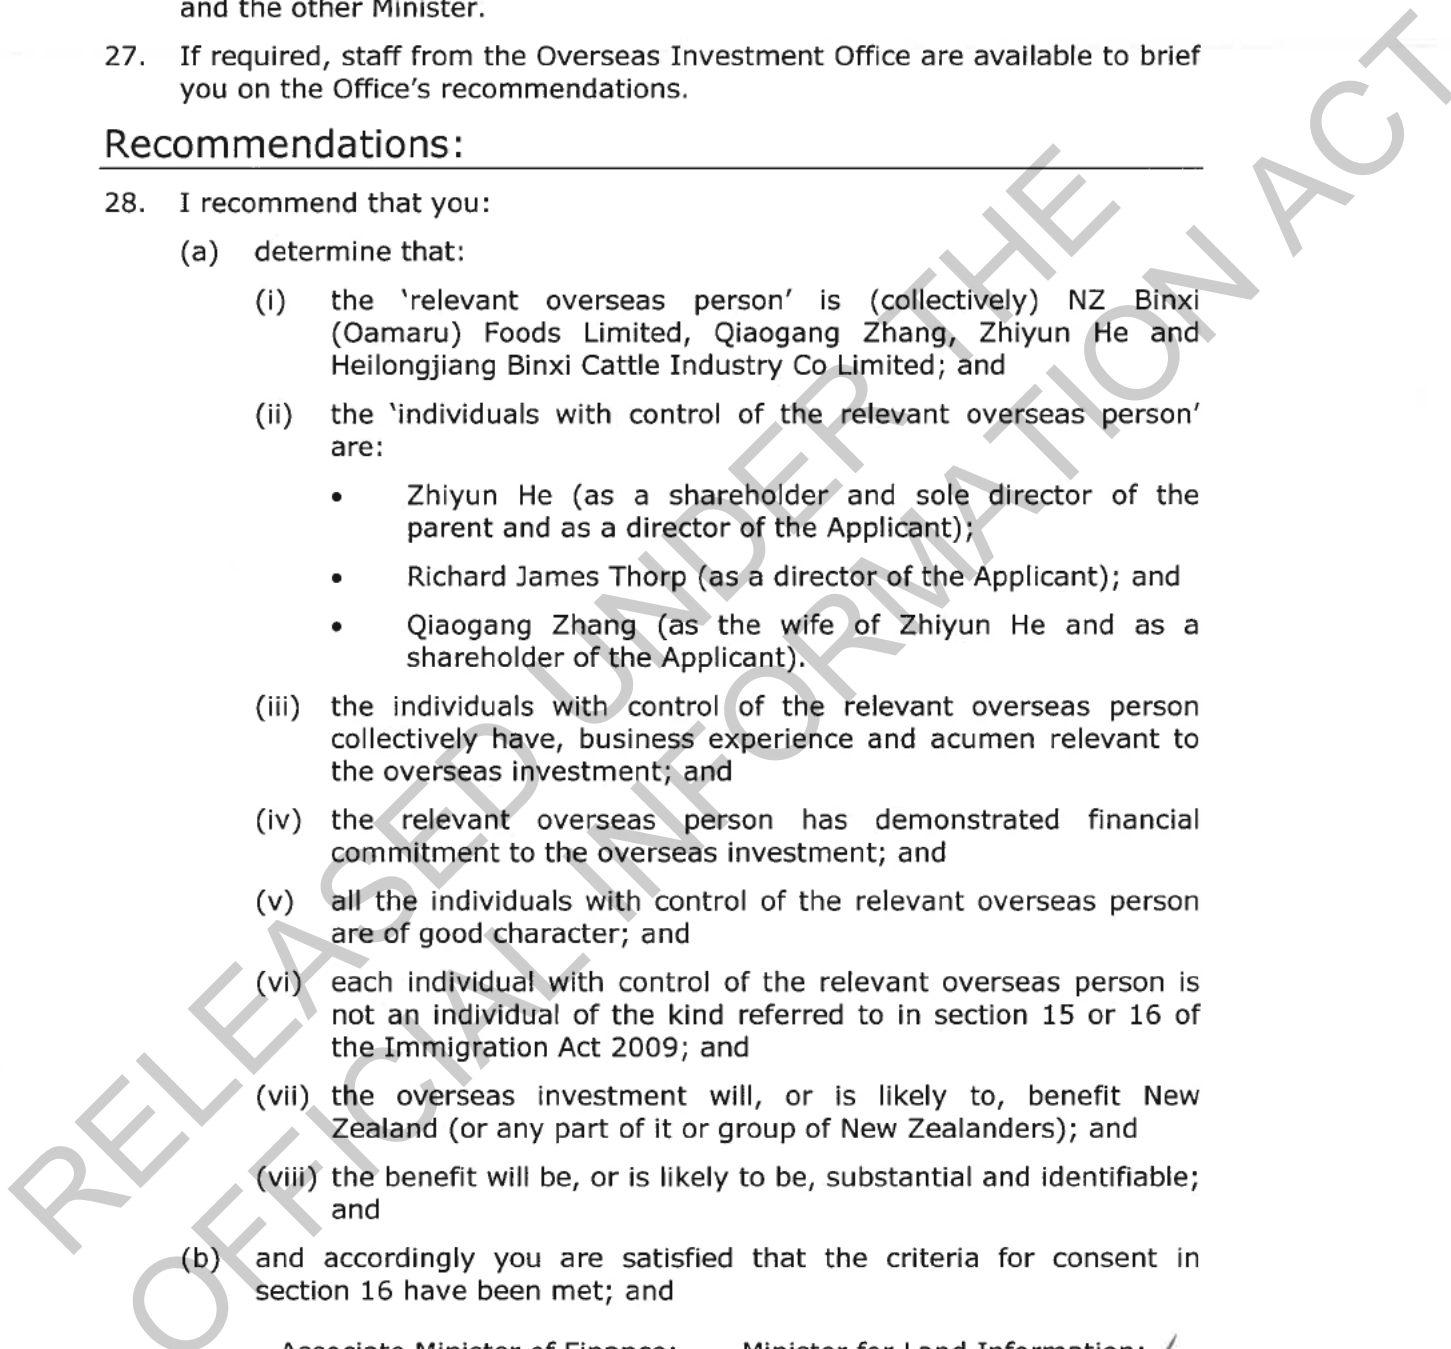 and the other Minister.
27. If required, staff from the Overseas Investment Office are available to brief
you on the Office's recommendations.
Recommendations:
28. I recommend that you:
(a) determine that:
(i) the 'relevant overseas person' is (collectively) NZ Binxi
(Oamaru) Foods Limited, Qiaogang Zhang, Zhiyun He and
Heilongjiang Binxi Cattle Industry Co Limited; and
(ii) the 'individuals with control of the relevant overseas person'
are:
• Zhiyun He (as a shareholder and sole director of the
parent and as a director of the Applicant);
• Richard James Thorp (as a director of the Applicant); and
• Qiaogang Zhang (as the wife of Zhiyun He and as a
shareholder of the Applicant).
(iii) the individuals with control of the relevant overseas person
collectively have, business experience and acumen relevant to
the overseas investment; and
(iv) the relevant overseas person has demonstrated financial
commitment to the overseas investment; and
(v) all the individuals with control of the relevant overseas person
are of good character; and
(vi) each individual with control of the relevant overseas person is
not an individual of the kind referred to in section 15 or 16 of
the Immigration Act 2009; and
(vii) the overseas investment will, or is likely to, benefit New
Zealand (or any part of it or group of New Zealanders); and
(viii) the benefit will be, or is likely to be, substantial and identifiable;
and
(b) and accordingly you are satisfied that the criteria for consent in
section 16 have been met; and
Associate Minister of Finance: Minister for Land Information:
RELEASED UNDER THE
OFFICIAL INFORMATION ACT